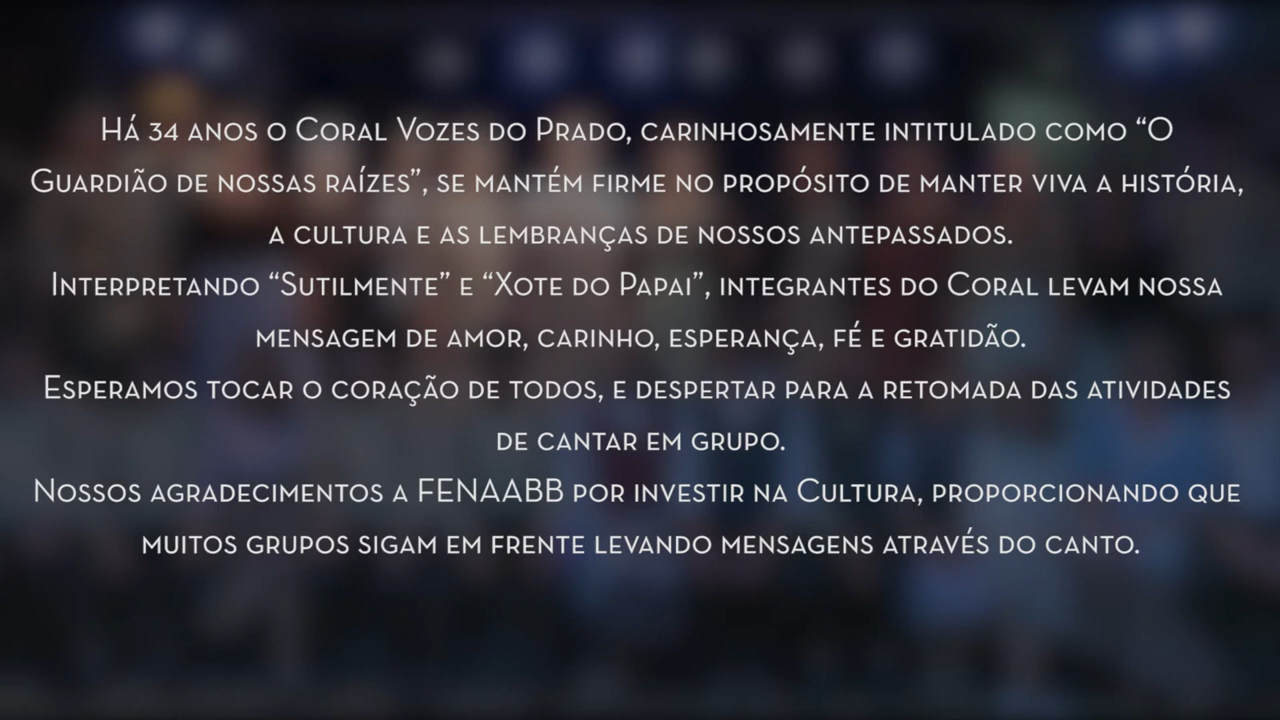 Há 34 anos o Coral Vozes do Prado, carinhosamente intitulado como “O
Guardião de nossas raízes”, se mantém firme no propósito de manter viva a história,
a cultura e as lembranças de nossos antepassados.
Interpretando “Sutilmente” e “Xote do Papai”, integrantes do Coral levam nossa
mensagem de amor, carinho, esperança, fé e gratidão.
Esperamos tocar o coração de todos, e despertar para a retomada das atividades
de cantar em grupo.
Nossos agradecimentos a FENAABB por investir na Cultura, proporcionando que
muitos grupos sigam em frente levando mensagens através do canto.